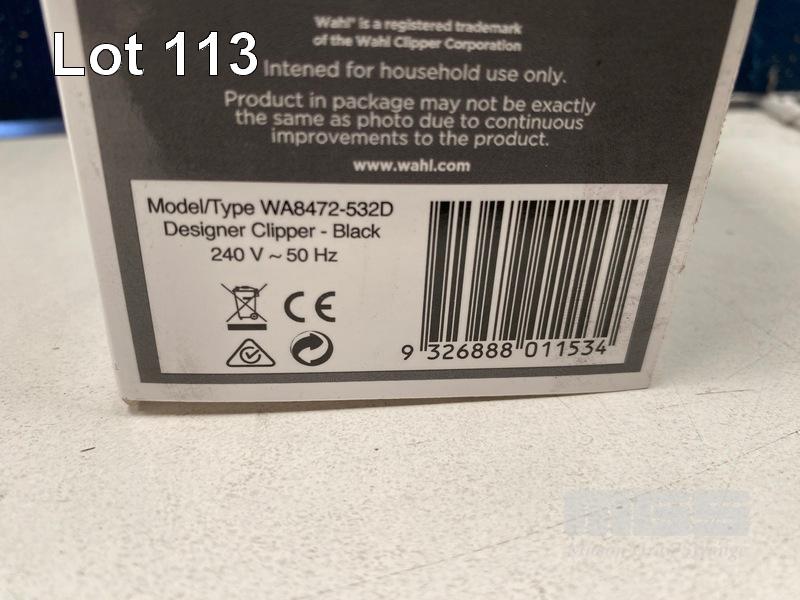 Lot 113
Wahl® is a registered trademark
of the Wahl Clipper Corporation
Intened for household use only.
Product in package may not be exactly
the same as photo due to continuous
improvements to the product.
www.wahl.com
Model/Type WA8472-532D
Designer Clipper - Black
240 V ~ 50 Hz
CE
9 326888 011534
MGS